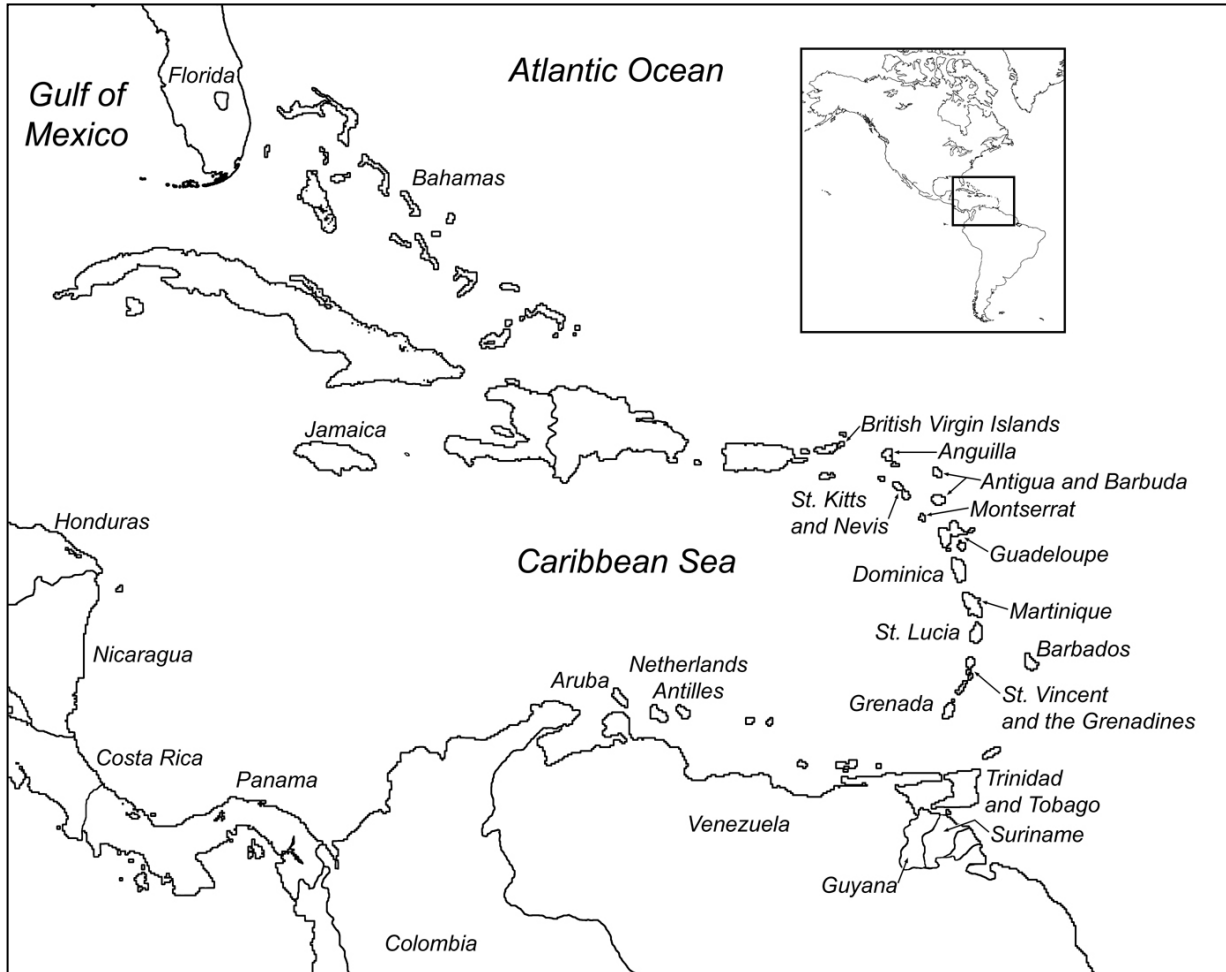 Atlantic Ocean
Florida
Gulf of
Mexico
Bahamas
Jamaica
British Virgin Islands
Anguilla
Antigua and Barbuda
St. Kitts
and Nevis
Montserrat
Honduras
Caribbean Sea
Guadeloupe
Dominica
Martinique
St. Lucia
Nicaragua
Barbados
Netherlands
Antilles
Aruba
St. Vincent
and the Grenadines
Grenada
Costa Rica
Panama
Trinidad
and Tobago
Venezuela
Suriname
Guyana
Colombia